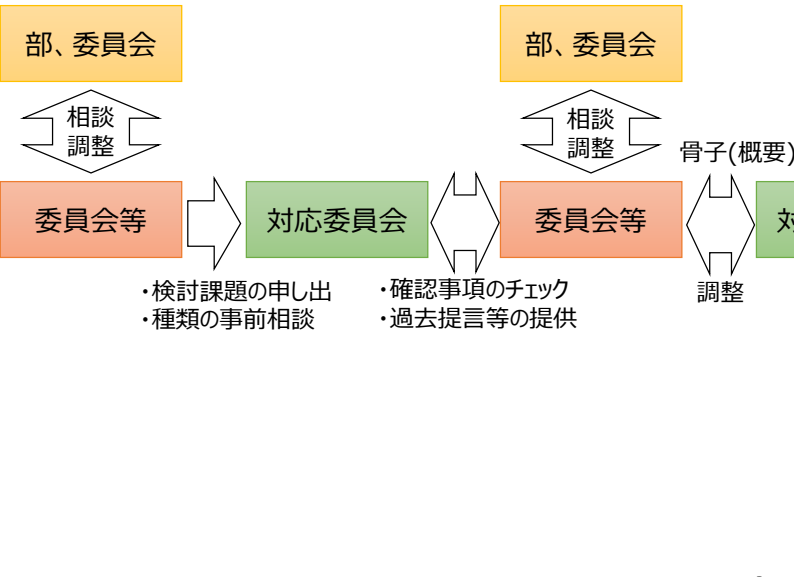 部、委員会
部、委員会
相談
調整
相談
調整
骨子(概要)
委員会等
対応委員会
委員会等
対
・検討課題の申し出
・種類の事前相談
・確認事項のチェック
・過去提言等の提供
調整